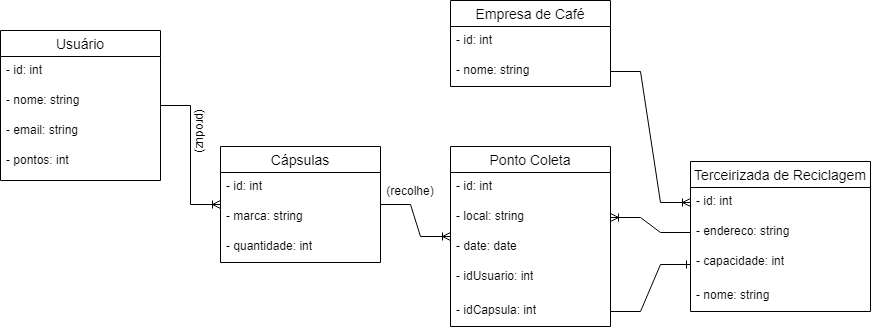 Usuário
- id: int
- nome: string
- email: string
- pontos: int
(produz)
Cápsulas
- id: int
- marca: string
- quantidade: int
(recolhe)
Empresa de Café
- id: int
- nome: string
Ponto Coleta
- id: int
- local: string
- date: date
- idUsuario: int
- idCapsula: int
Terceirizada de Reciclagem
- id: int
- endereco: string
- capacidade: int
- nome: string